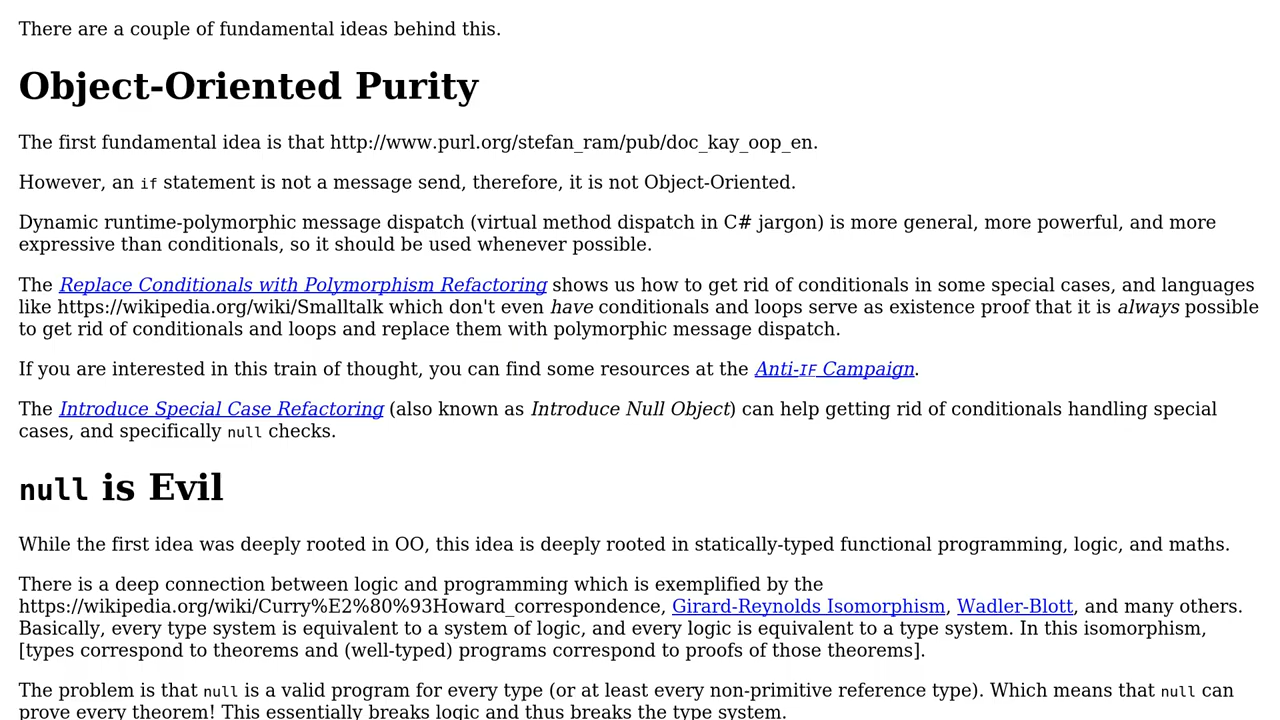 There are a couple of fundamental ideas behind this.
Object-Oriented Purity
The first fundamental idea is that http://www.purl.org/stefan_ram/pub/doc_kay_oop_en.
However, an if statement is not a message send, therefore, it is not Object-Oriented.
Dynamic runtime-polymorphic message dispatch (virtual method dispatch in C# jargon) is more general, more powerful, and more
expressive than conditionals, so it should be used whenever possible.
The Replace Conditionals with Polymorphism Refactoring shows us how to get rid of conditionals in some special cases, and languages
like https://wikipedia.org/wiki/Smalltalk which don't even have conditionals and loops serve as existence proof that it is always possible
to get rid of conditionals and loops and replace them with polymorphic message dispatch.
If you are interested in this train of thought, you can find some resources at the Anti-IF Campaign.
The Introduce Special Case Refactoring (also known as Introduce Null Object) can help getting rid of conditionals handling special
cases, and specifically null checks.
null is Evil
While the first idea was deeply rooted in OO, this idea is deeply rooted in statically-typed functional programming, logic, and maths.
There is a deep connection between logic and programming which is exemplified by the
https://wikipedia.org/wiki/Curry%E2%80%93Howard_correspondence, Girard-Reynolds Isomorphism, Wadler-Blott, and many others.
Basically, every type system is equivalent to a system of logic, and every logic is equivalent to a type system. In this isomorphism,
[types correspond to theorems and (well-typed) programs correspond to proofs of those theorems].
The problem is that null is a valid program for every type (or at least every non-primitive reference type). Which means that null can
prove every theorem! This essentially breaks logic and thus breaks the type system.